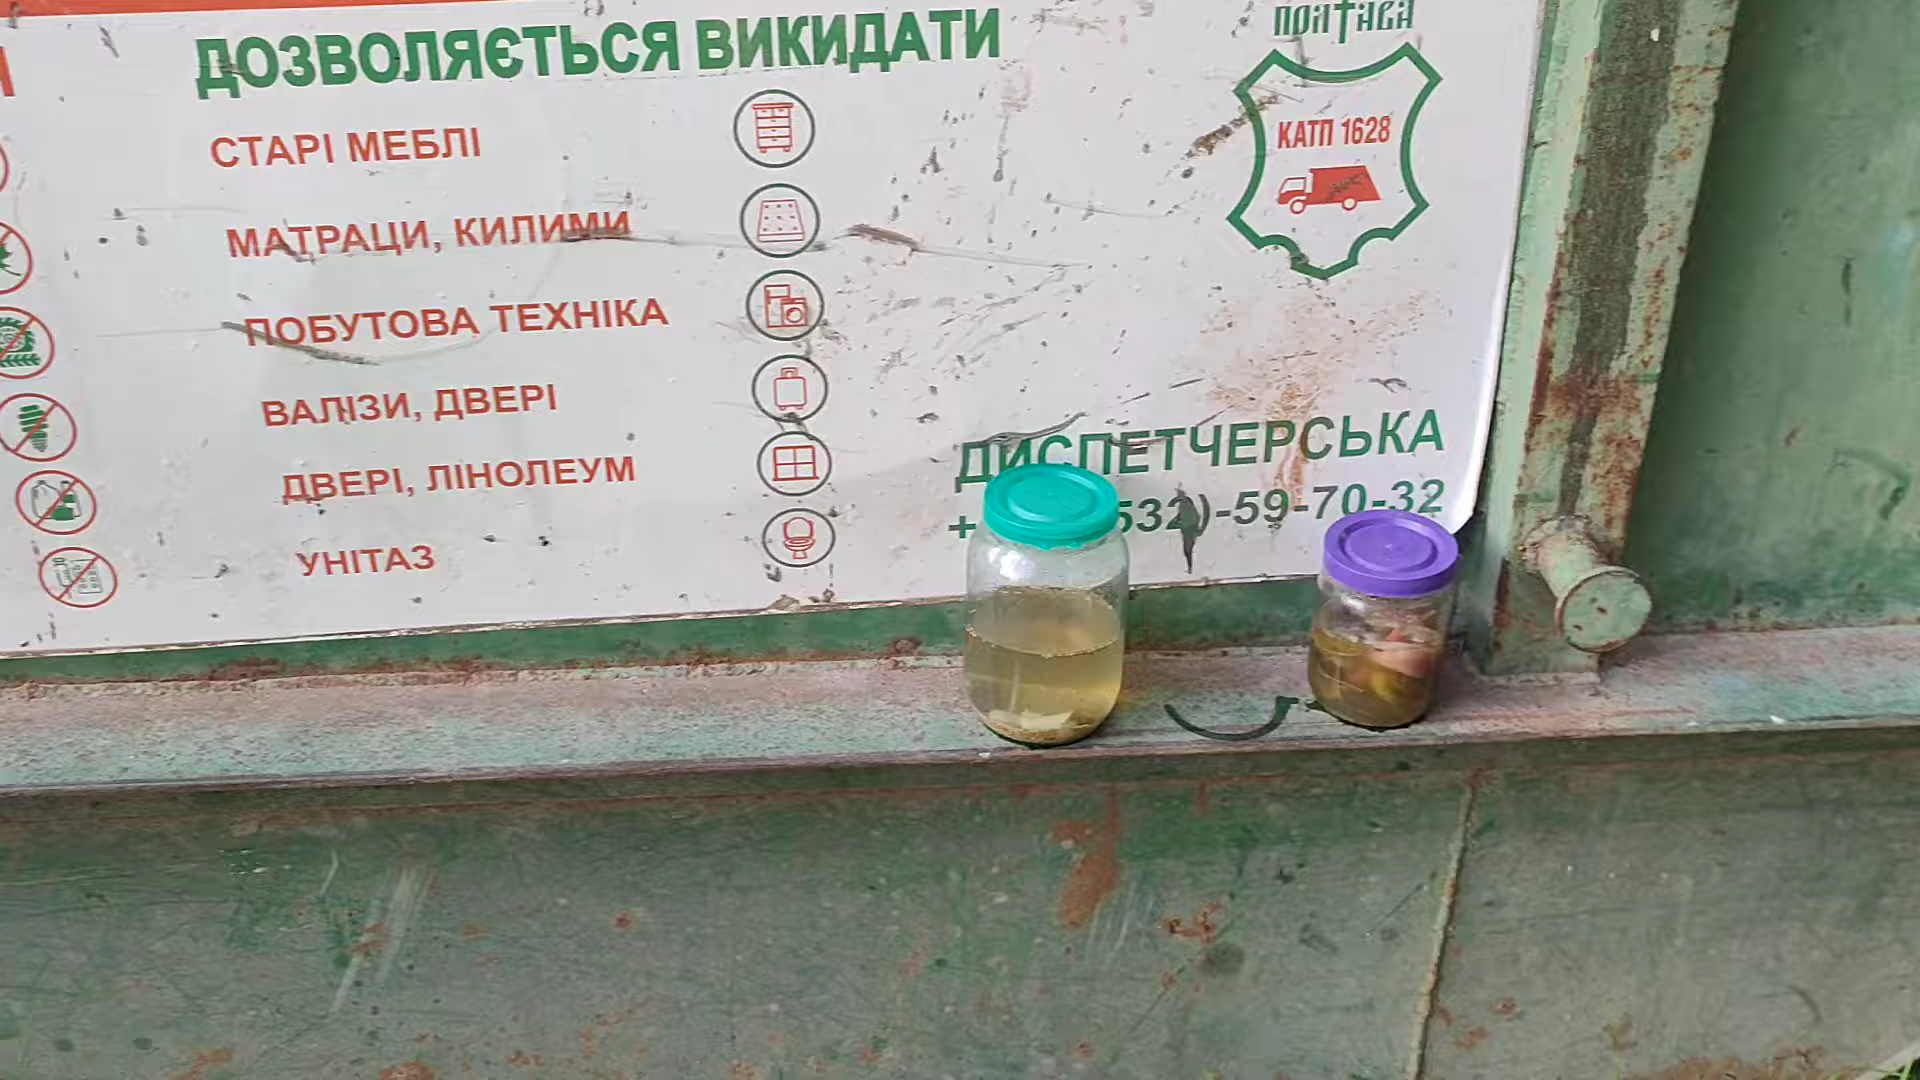 ДОЗВОЛЯЄТЬСЯ ВИКИДАТИ
СТАРІ МЕБЛІ
МАТРАЦИ, КИЛИМИ
ПОБУТОВА ТЕХНІКА
ВАЛІЗИ, ДВЕРІ
ДВЕРІ, ЛІНОЛЕУМ
УНІТАЗ
ПОЛТАВА
КАТП 1628
ДИСПЕТЧЕРСЬКА
532)-59-70-32